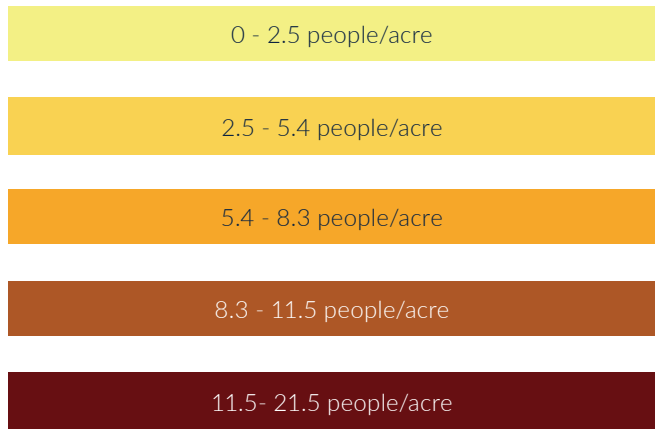 0 - 2.5 people/acre
2.5 - 5.4 people/acre
5.4 - 8.3 people/acre
8.3 - 11.5 people/acre
11.5- 21.5 people/acre